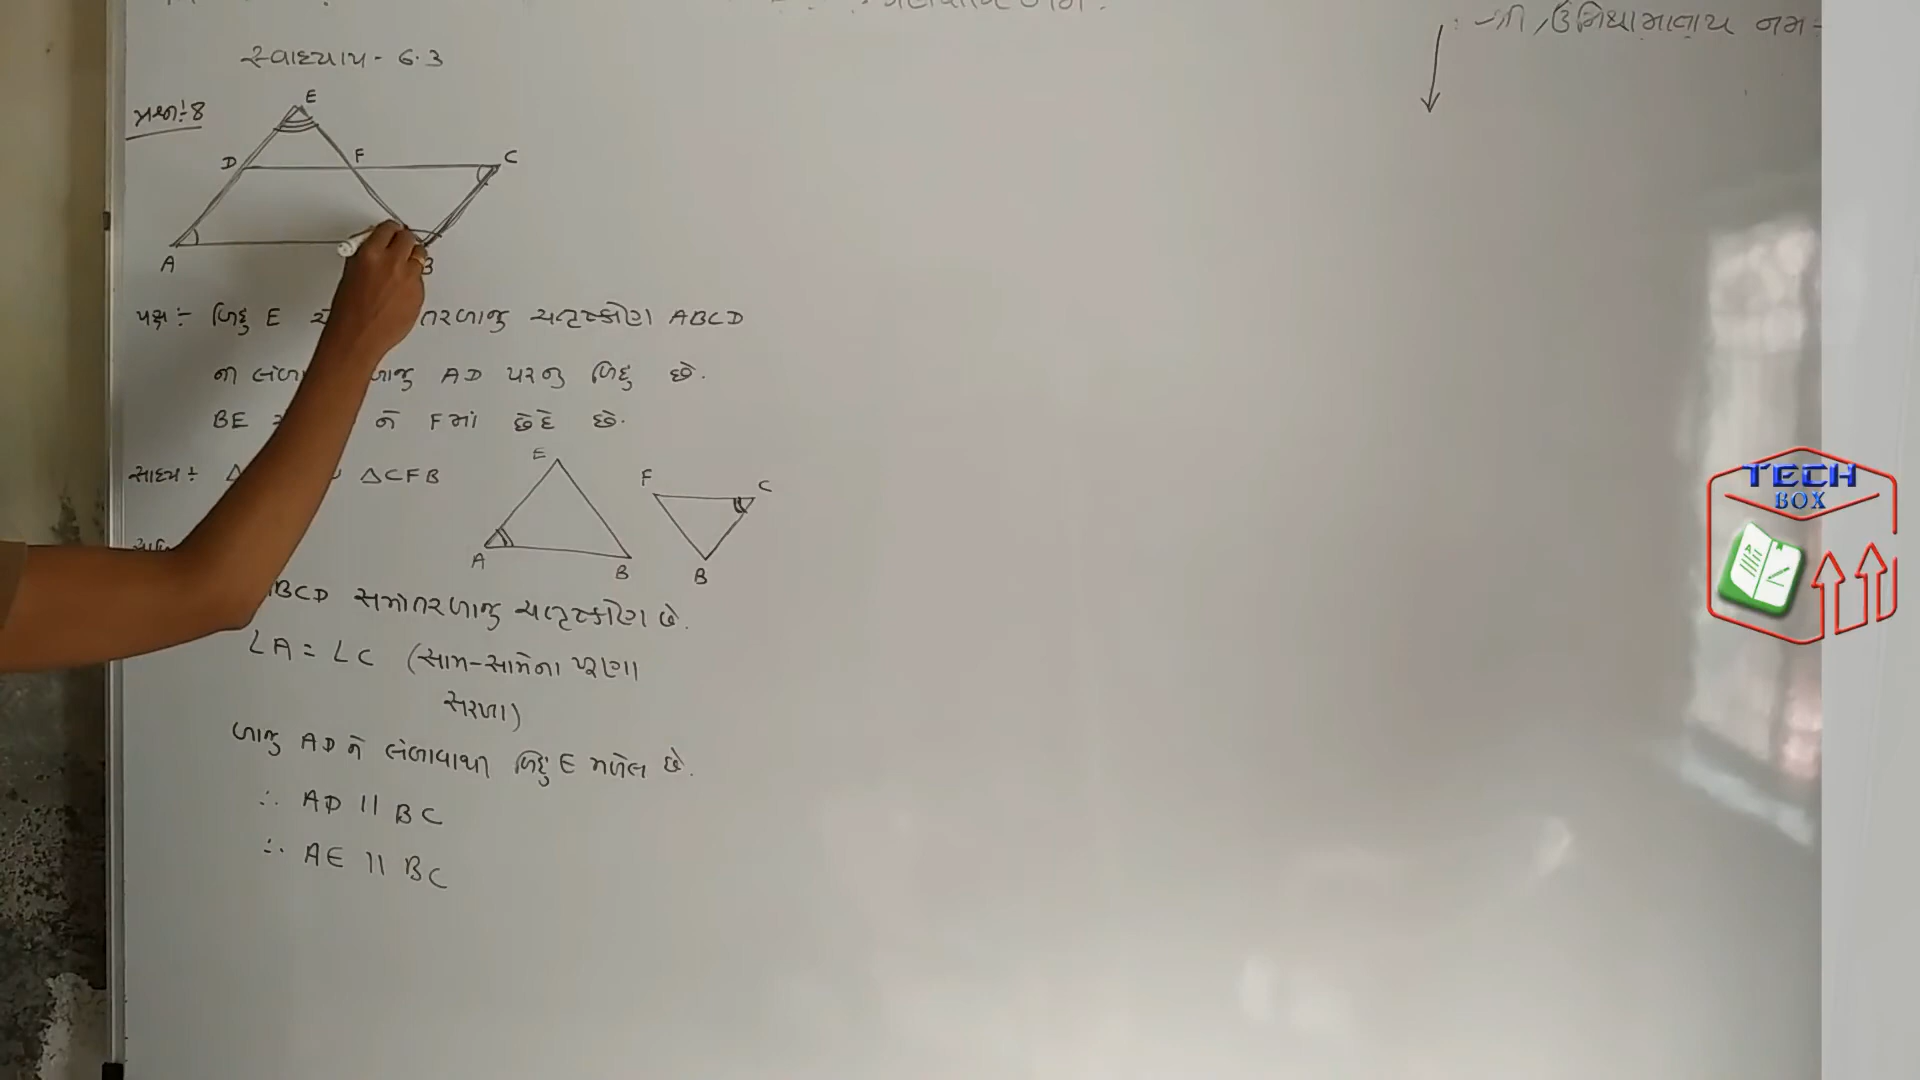 સ્વાધ્યાય - 6.3
પ્રશ્ન:-8
E
D F C
A B
પક્ષ :- બિંદુ E ચતુષ્કોણ ABCD
ના બાજુ AD પરનું બિંદુ છે.
BE ને F માં છેદે છે.
સાધ્ય :- △ △CFB
E
F C
A B B
BCD સમાંતરબાજુ ચતુષ્કોણ છે.
∠A = ∠C (સામ-સામેના ખૂણા
સરખા)
બાજુ AD ને લંબાવાથી બિંદુ E મળેલ છે.
∴ AD || BC
∴ AE || BC
TECH
BOX